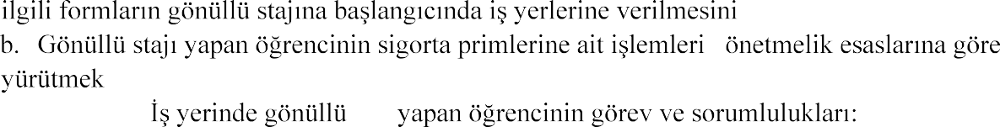 ilgili formların gönüllü stajına başlangıcında iş yerlerine verilmesini
b. Gönüllü stajı yapan öğrencinin sigorta primlerine ait işlemleri önetmelik esaslarına göre
yürütmek
İş yerinde gönüllü yapan öğrencinin görev ve sorumlulukları: